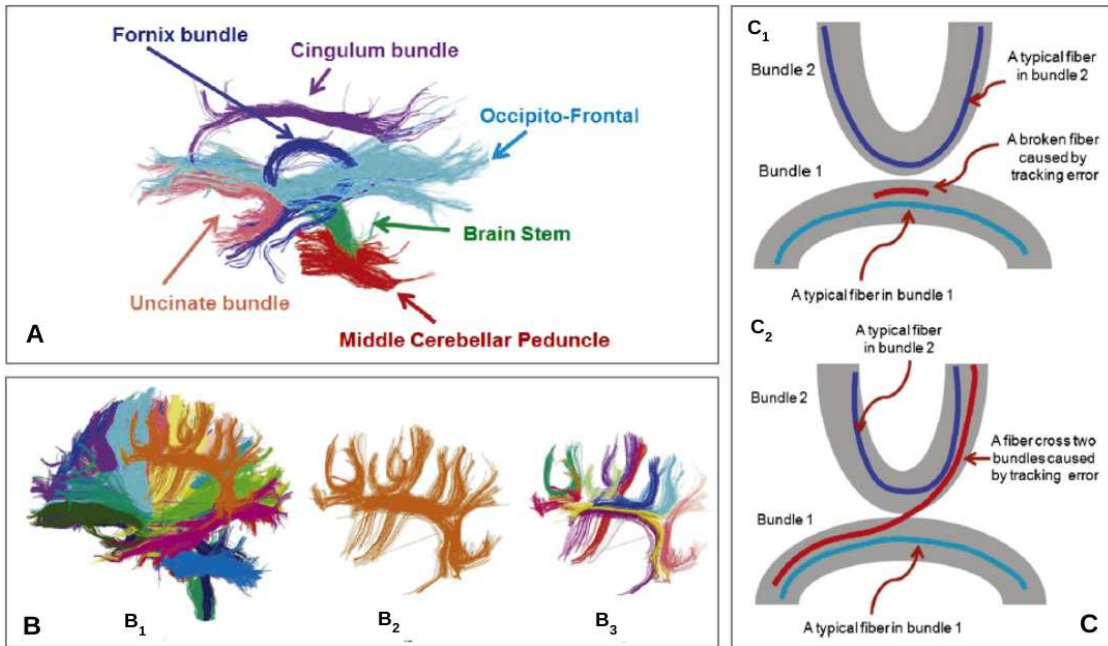 Fornix bundle
Cingulum bundle
Occipito-Frontal
Brain Stem
Uncinate bundle
Middle Cerebellar Peduncle
A
B1
B2
B3
B
C1
Bundle 2
A typical fiber
in bundle 2
A broken fiber
caused by
tracking error
Bundle 1
A typical fiber in bundle 1
C2
A typical fiber
in bundle 2
Bundle 2
A fiber cross two
bundles caused
by tracking error
Bundle 1
A typical fiber in bundle 1
C